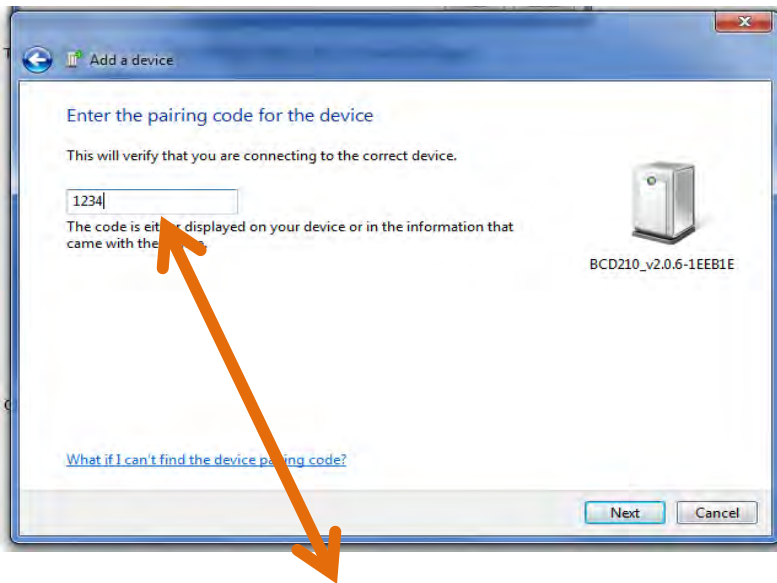 Add a device
Enter the pairing code for the device
This will verify that you are connecting to the correct device.
1234
The code is displayed on your device or in the information that
came with the
BCD210_v2.0.6-1EEB1E
What if I can't find the device pairing code?
Next Cancel